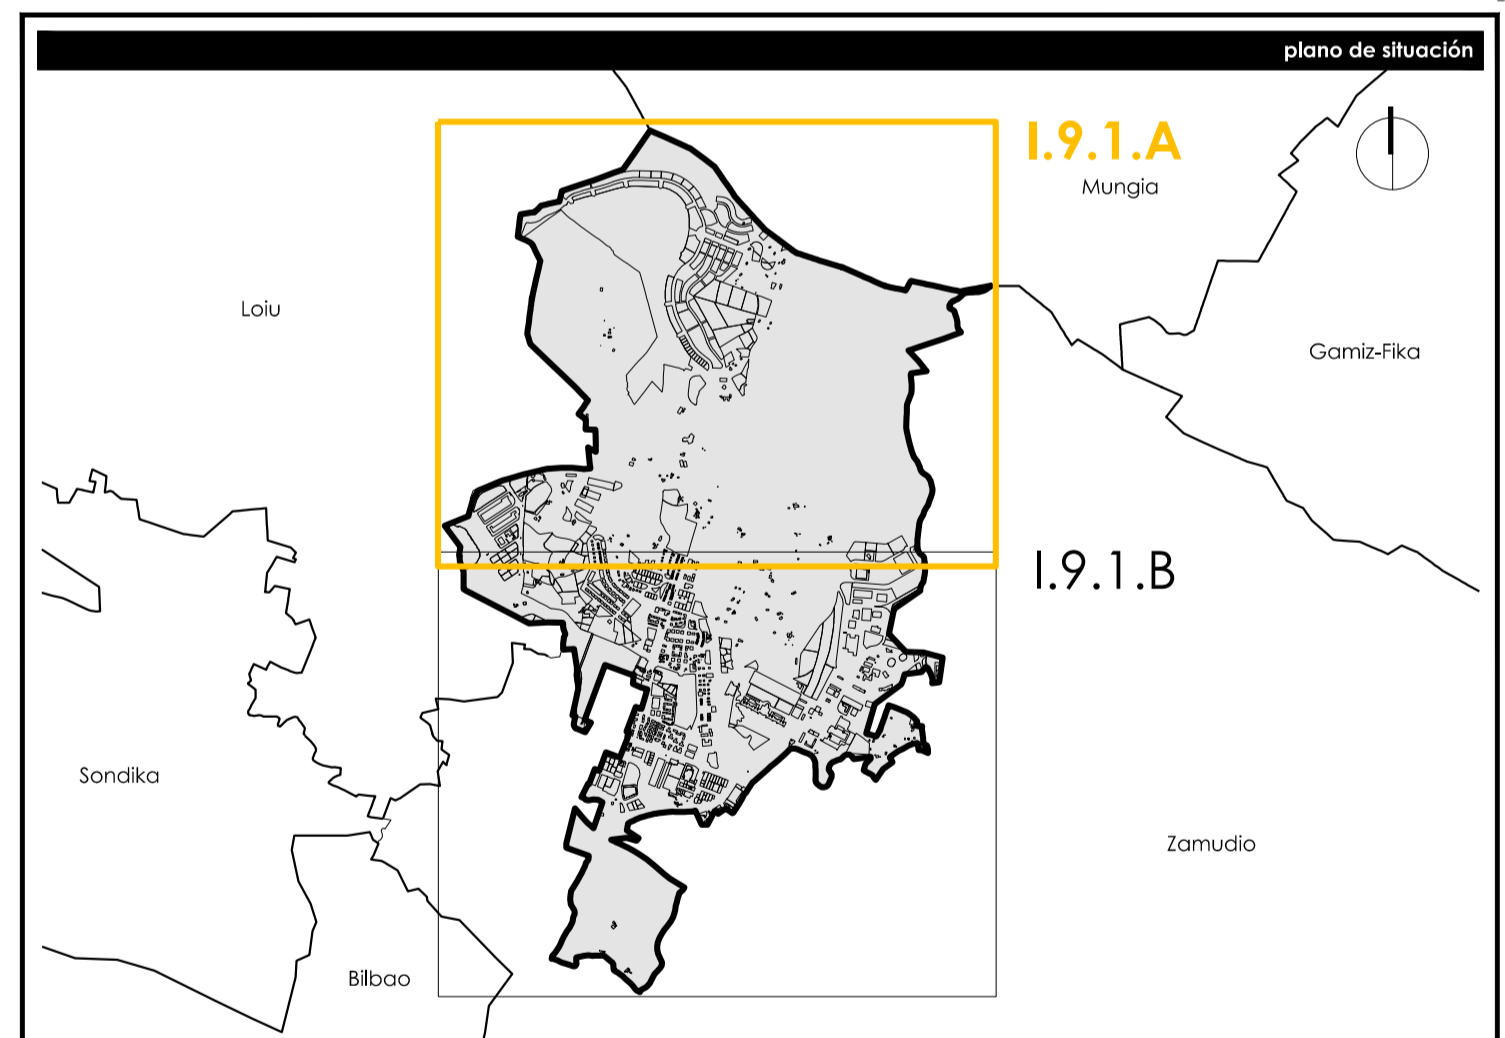 plano de situación
I.9.1.A
Mungia
Loiu
Gamiz-Fika
I.9.1.B
Sondika
Zamudio
Bilbao